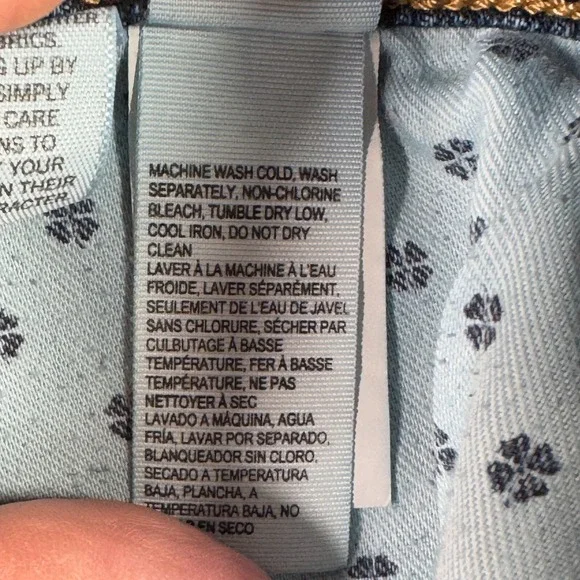 UP BY
SIMPLY
CARE
NS TO
YOUR
N THEIR
MACHINE WASH COLD, WASH
SEPARATELY, NON-CHLORINE
BLEACH, TUMBLE DRY LOW,
COOL IRON, DO NOT DRY
CLEAN
LAVER À LA MACHINE À L'EAU
FROIDE, LAVER SÉPARÉMENT,
SEULEMENT DE L'EAU DE JAVEL
SANS CHLORURE, SÉCHER PAR
CULBUTAGE À BASSE
TEMPÉRATURE, FER À BASSE
TEMPÉRATURE, NE PAS
NETTOYER À SEC
LAVADO A MÁQUINA, AGUA
FRÍA, LAVAR POR SEPARADO,
BLANQUEADOR SIN CLORO,
SECADO A TEMPERATURA
BAJA, PLANCHA, A
TEMPERATURA BAJA, NO
EN SECO